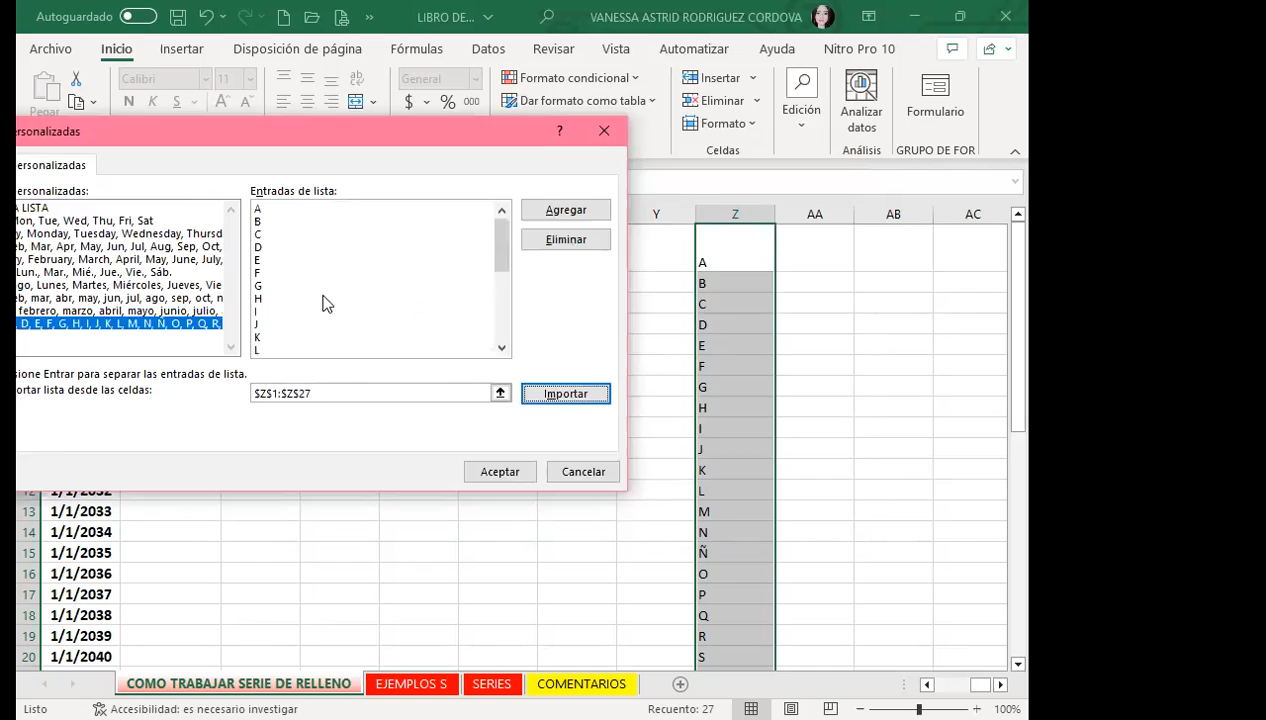 Autoguardado
LIBRO DE...
VANESSA ASTRID RODRIGUEZ CORDOVA
Archivo Inicio Insertar Disposición de página Fórmulas Datos Revisar Vista Automatizar Ayuda Nitro Pro 10
Pegar
Calibri 11
N K S
ab
General
$ % 000
Formato condicional
Dar formato como tabla
Insertar
Eliminar
Formato
Celdas
Edición
Analizar
datos
Análisis
Formulario
GRUPO DE FOR
ersonalizadas ?
ersonalizadas
ersonalizadas:
A LISTA
Mon, Tue, Wed, Thu, Fri, Sat
y, Monday, Tuesday, Wednesday, Thursd
eb, Mar, Apr, May, Jun, Jul, Aug, Sep, Oct,
y, February, March, April, May, June, July,
Lun., Mar., Mié., Jue., Vie., Sáb.
go, Lunes, Martes, Miércoles, Jueves, Vie
eb, mar, abr, may, jun, jul, ago, sep, oct, n
febrero, marzo, abril, mayo, junio, julio,
D, E, F, G, H, I, J, K, L, M, N, Ñ, O, P, Q, R,
Entradas de lista:
A
B
C
D
E
F
G
H
I
J
K
L
Agregar
Eliminar
sione Entrar para separar las entradas de lista.
ortar lista desde las celdas:
$Z$1:$Z$27
Importar
Aceptar
Cancelar
Y Z AA AB AC
A
B
C
D
E
F
G
H
I
J
K
12 1/1/2032 L
13 1/1/2033 M
14 1/1/2034 N
15 1/1/2035 Ñ
16 1/1/2036 O
17 1/1/2037 P
18 1/1/2038 Q
19 1/1/2039 R
20 1/1/2040 S
COMO TRABAJAR SERIE DE RELLENO EJEMPLOS S SERIES COMENTARIOS
Listo
Accesibilidad: es necesario investigar
Recuento: 27
100%